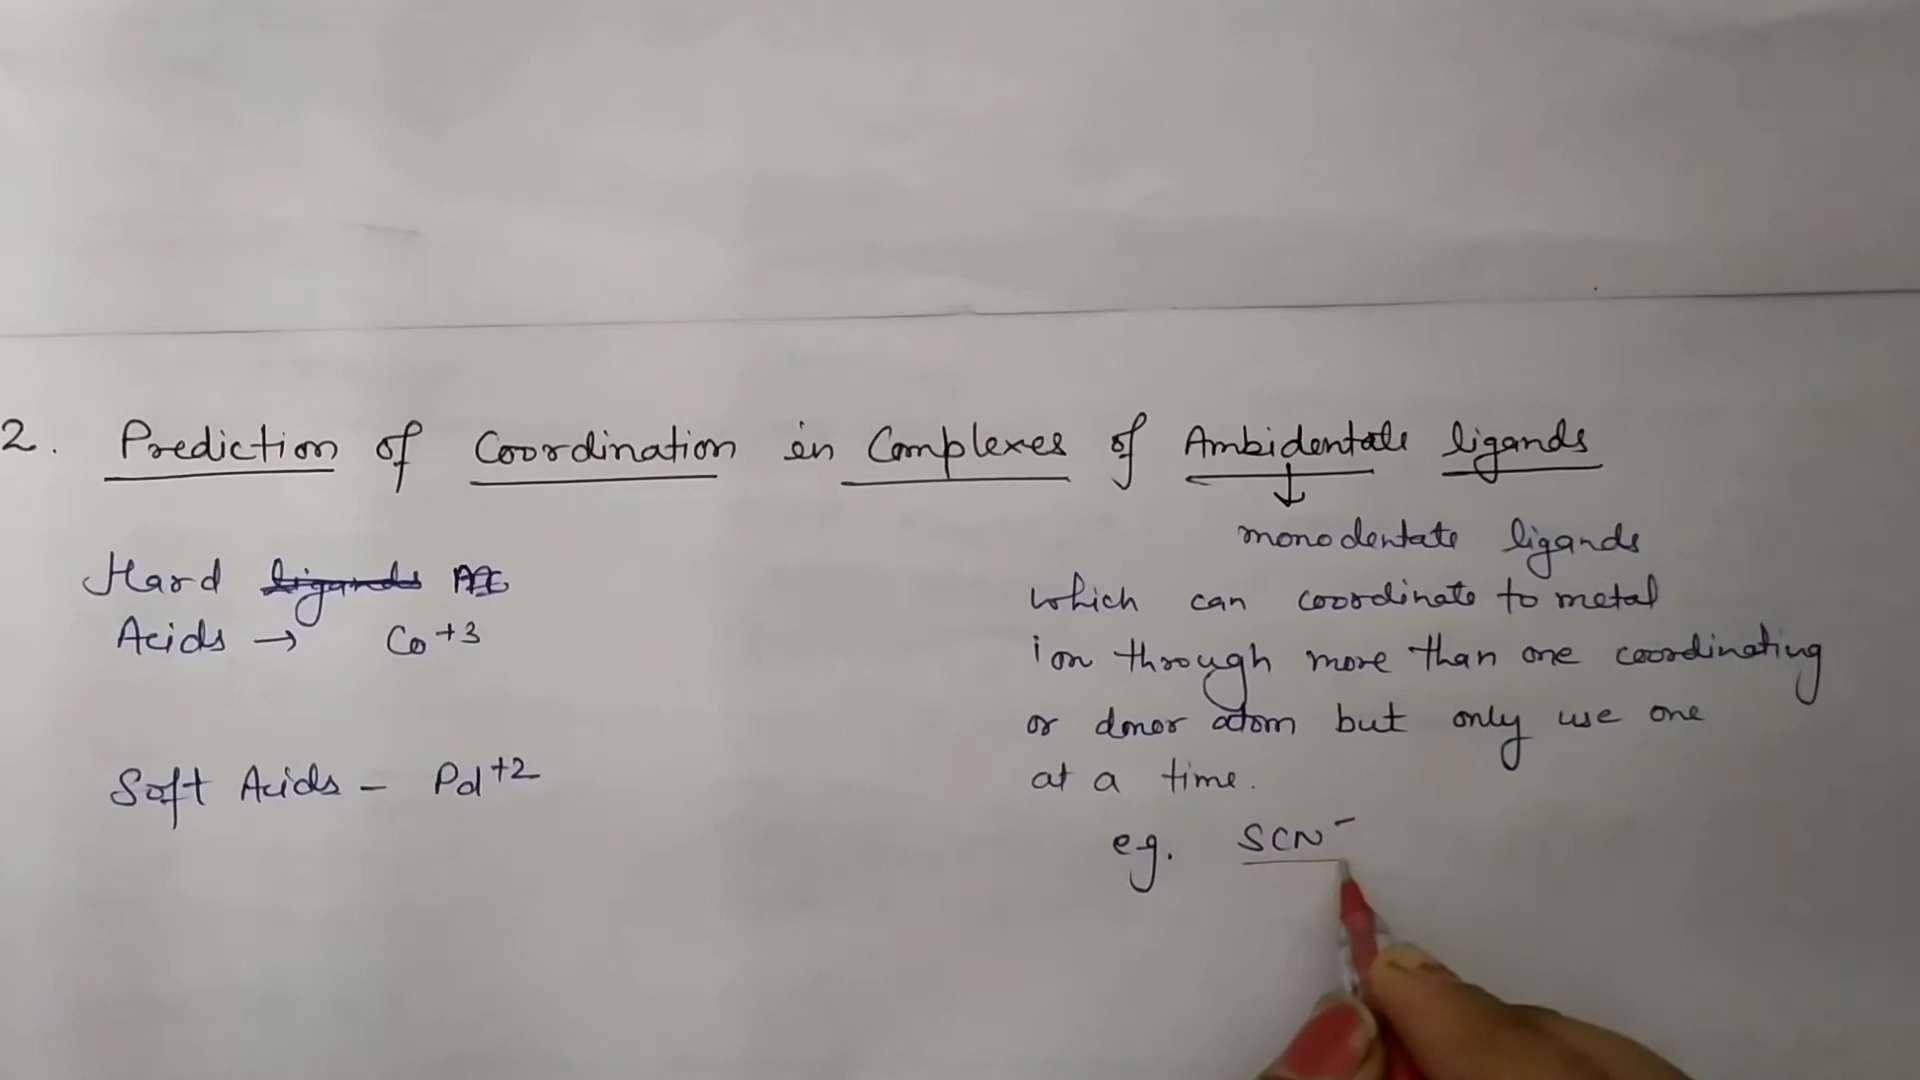 2. Prediction of Coordination in Complexes of Ambidentate ligands
↓
monodentate ligands
which can coordinate to metal
ion through more than one coordinating
or donor atom but only use one
at a time.
eg. SCN⁻
Hard ligands
Acids → Co⁺³
Soft Acids - Pd⁺²